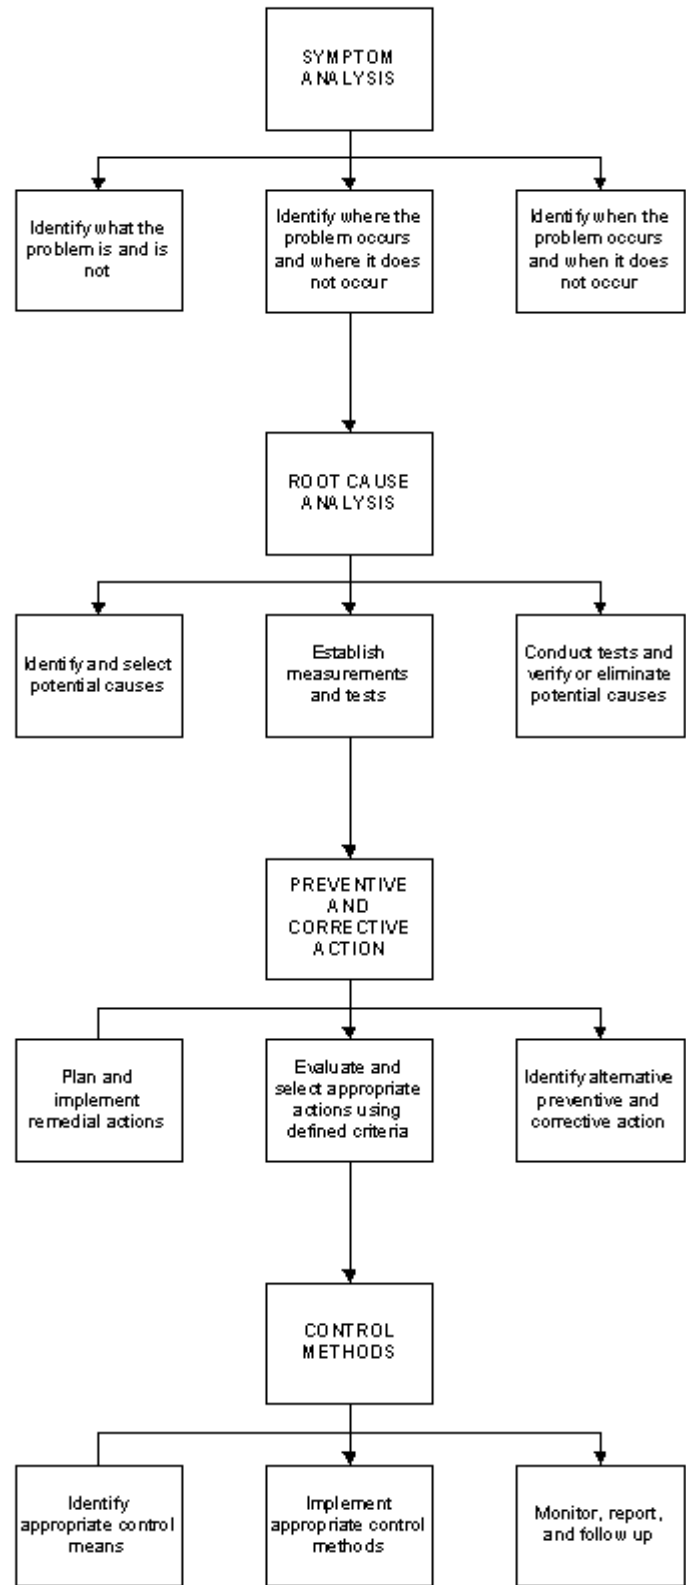 SYMPTOM
ANALYSIS
Identify what the
problem is and is
not
Identify where the
problem occurs
and where it does
not occur
Identify when the
problem occurs
and when it does
not occur
ROOT CAUSE
ANALYSIS
Identify and select
potential causes
Establish
measurements
and tests
Conduct tests and
verify or eliminate
potential causes
PREVENTIVE
AND
CORRECTIVE
ACTION
Plan and
implement
remedial actions
Evaluate and
select appropriate
actions using
defined criteria
Identify alternative
preventive and
corrective action
CONTROL
METHODS
Identify
appropriate control
means
Implement
appropriate control
methods
Monitor, report,
and follow up